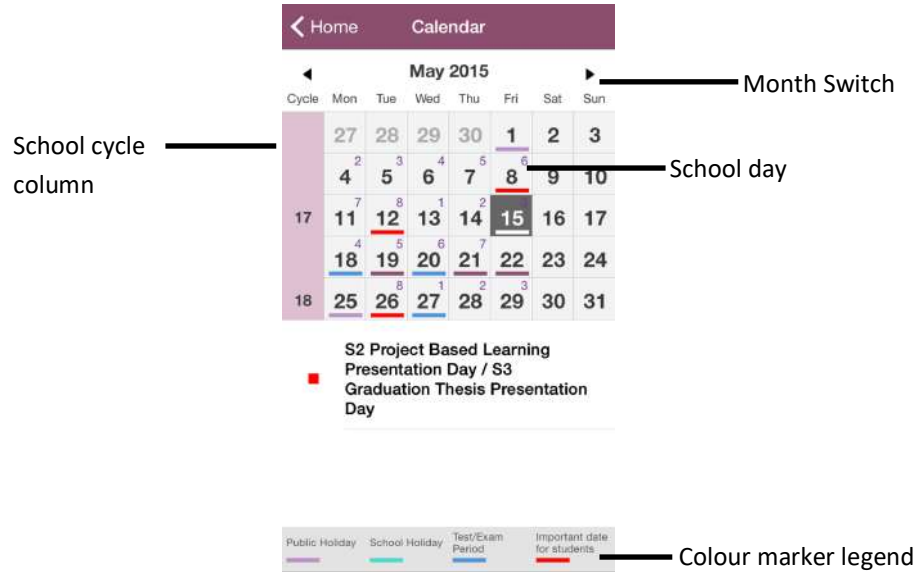 Home Calendar
May 2015
Month Switch
Cycle Mon Tue Wed Thu Fri Sat Sun
School cycle
column
27 28 29 30 1 2 3
2 3 4 5 6
4 5 6 7 8 9 10
School day
7 8 1 2 3
17 11 12 13 14 15 16 17
4 5 6 7
18 19 20 21 22 23 24
8 1 2 3
18 25 26 27 28 29 30 31
S2 Project Based Learning
Presentation Day / S3
Graduation Thesis Presentation
Day
Public Holiday School Holiday Test/Exam
Period Important date
for students
Colour marker legend